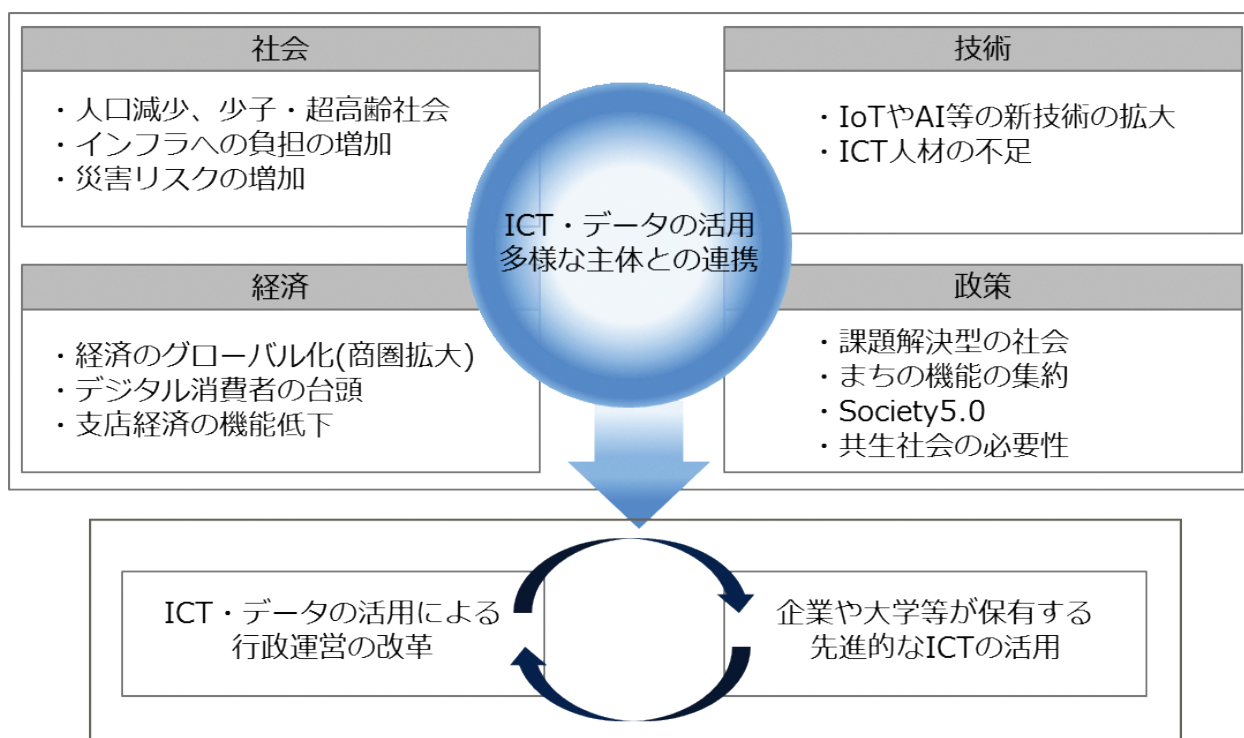 社会
・人口減少、少子・超高齢社会
・インフラへの負担の増加
・災害リスクの増加
技術
・IoTやAI等の新技術の拡大
・ICT人材の不足
ICT・データの活用
多様な主体との連携
経済
・経済のグローバル化(商圏拡大)
・デジタル消費者の台頭
・支店経済の機能低下
政策
・課題解決型の社会
・まちの機能の集約
・Society5.0
・共生社会の必要性
ICT・データの活用による
行政運営の改革
企業や大学等が保有する
先進的なICTの活用